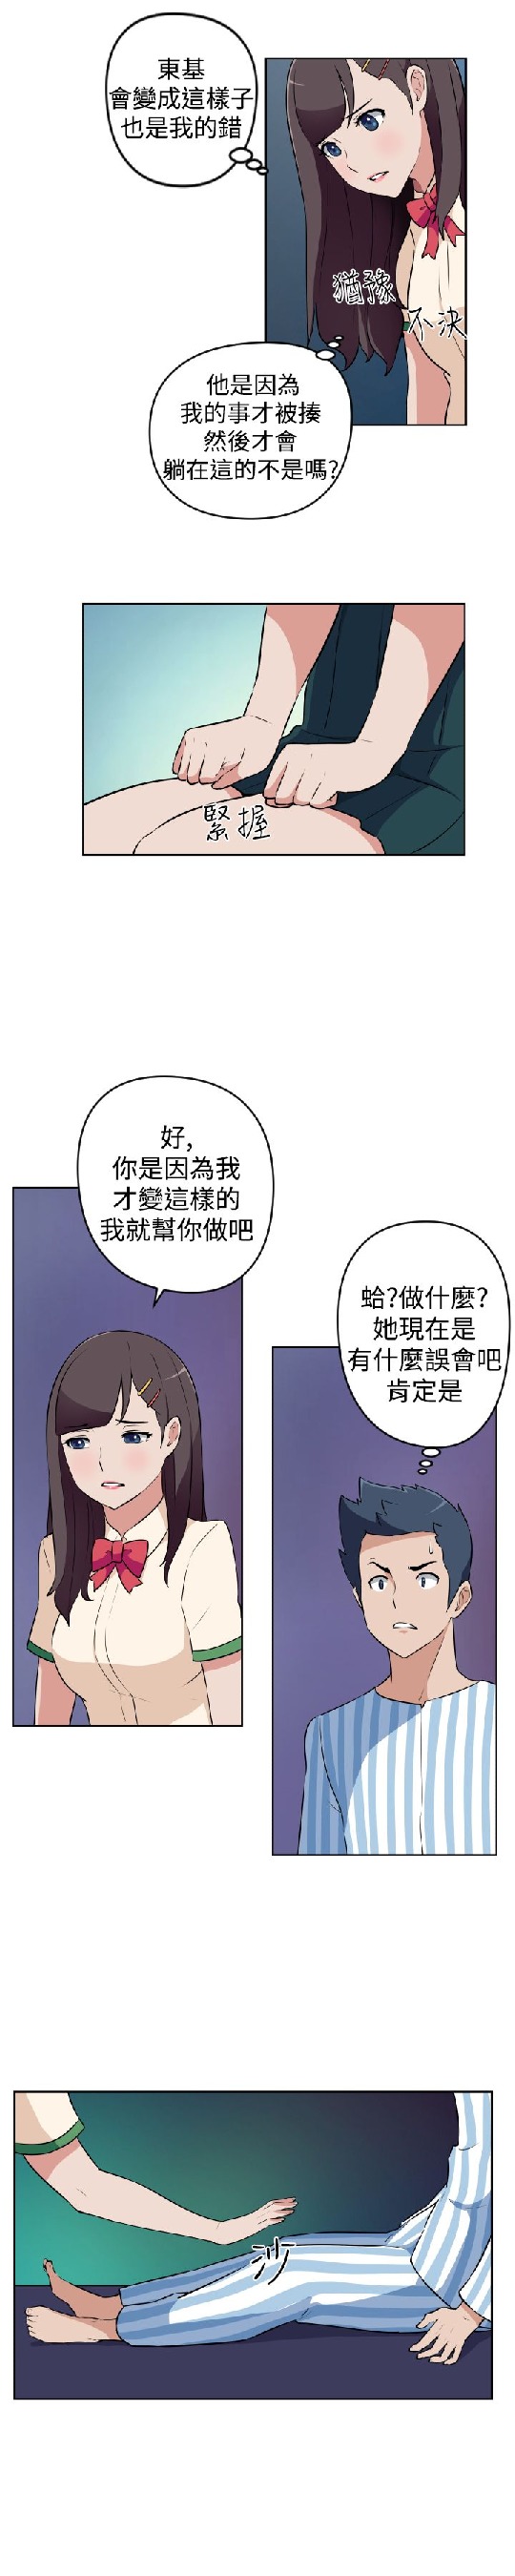 東基
會變成這樣子
也是我的錯
猶豫
不決
他是因為
我的事才被揍
然後才會
躺在這的不是嗎?
緊握
好,
你是因為我
才變這樣的
我就幫你做吧
蛤?做什麼?
她現在是
有什麼誤會吧
肯定是
沙